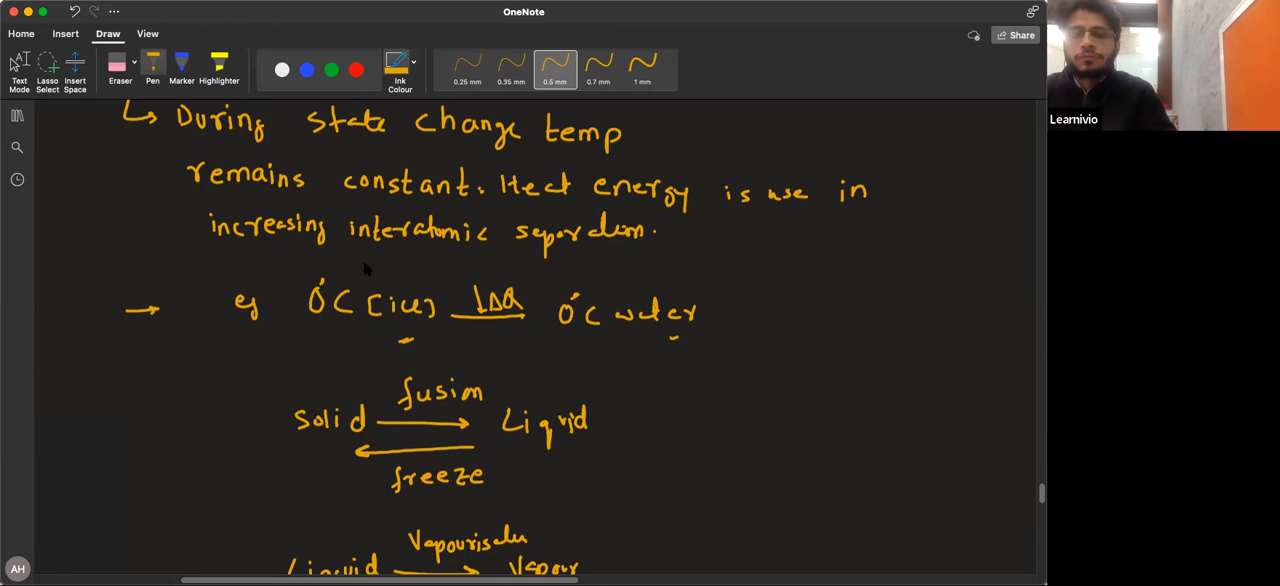 OneNote
Home Insert Draw View
Share
Text Mode
Lasso Select
Insert Space
Eraser
Pen
Marker
Highlighter
Ink Colour
0.25 mm
0.35 mm
0.5 mm
0.7 mm
1 mm
Learnivio
↳ During state change temp
remains constant. Heat energy is use in
increasing interatomic separation.
→ eg 0°C [ice] 1ΔQ 0°C water
fusion
Solid → Liquid
←
freeze
Vapourisatn
Liquid → Vapour
AH